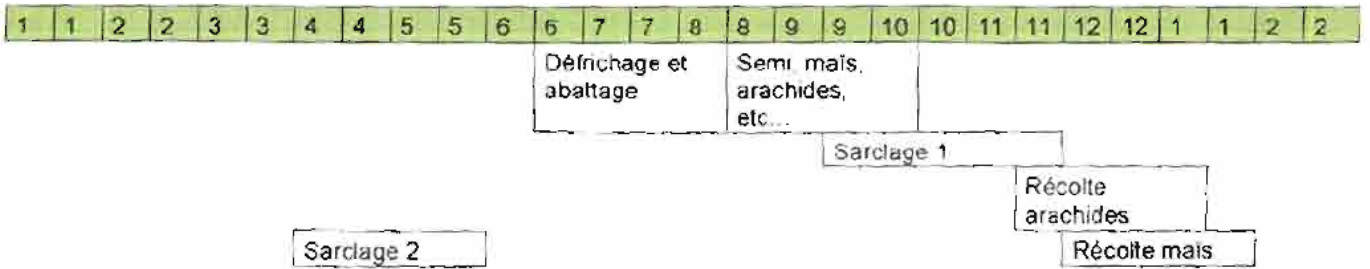 1 1 2 2 3 3 4 4 5 5 6 6 7 7 8 8 9 9 10 10 11 11 12 12 1 1 2 2
Défrichage et
abattage
Semi, maïs,
arachides,
etc...
Sarclage 1
Récolte
arachides
Sarclage 2
Récolte maïs